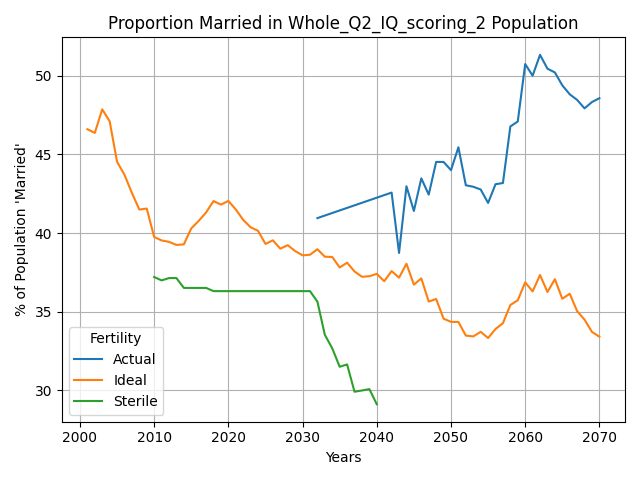 Proportion Married in Whole_Q2_IQ_scoring_2 Population
% of Population 'Married'
50
45
40
35
30
Fertility
Actual
Ideal
Sterile
2000 2010 2020 2030 2040 2050 2060 2070
Years